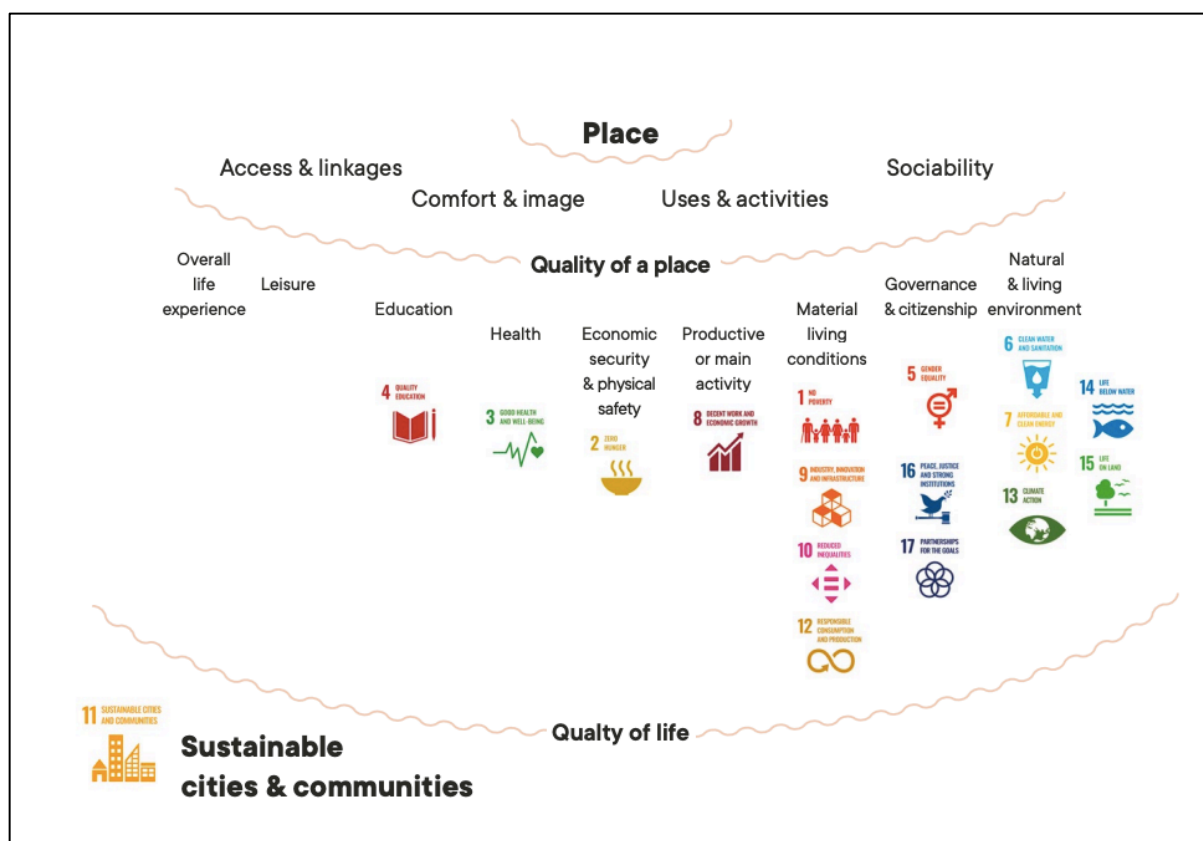 Place
Access & linkages
Sociability
Comfort & image
Uses & activities
Quality of a place
Overall
life
experience
Leisure
Education
Health
Economic
security
& physical
safety
Productive
or main
activity
Material
living
conditions
Governance
& citizenship
Natural
& living
environment
4 QUALITY
EDUCATION
3 GOOD HEALTH
AND WELL-BEING
2 ZERO
HUNGER
8 DECENT WORK AND
ECONOMIC GROWTH
1 NO
POVERTY
9 INDUSTRY, INNOVATION
AND INFRASTRUCTURE
10 REDUCED
INEQUALITIES
12 RESPONSIBLE
CONSUMPTION
AND PRODUCTION
5 GENDER
EQUALITY
16 PEACE, JUSTICE
AND STRONG
INSTITUTIONS
17 PARTNERSHIPS
FOR THE GOALS
6 CLEAN WATER
AND SANITATION
7 AFFORDABLE AND
CLEAN ENERGY
13 CLIMATE
ACTION
14 LIFE
BELOW WATER
15 LIFE
ON LAND
Qualty of life
11 SUSTAINABLE CITIES
AND COMMUNITIES
Sustainable
cities & communities